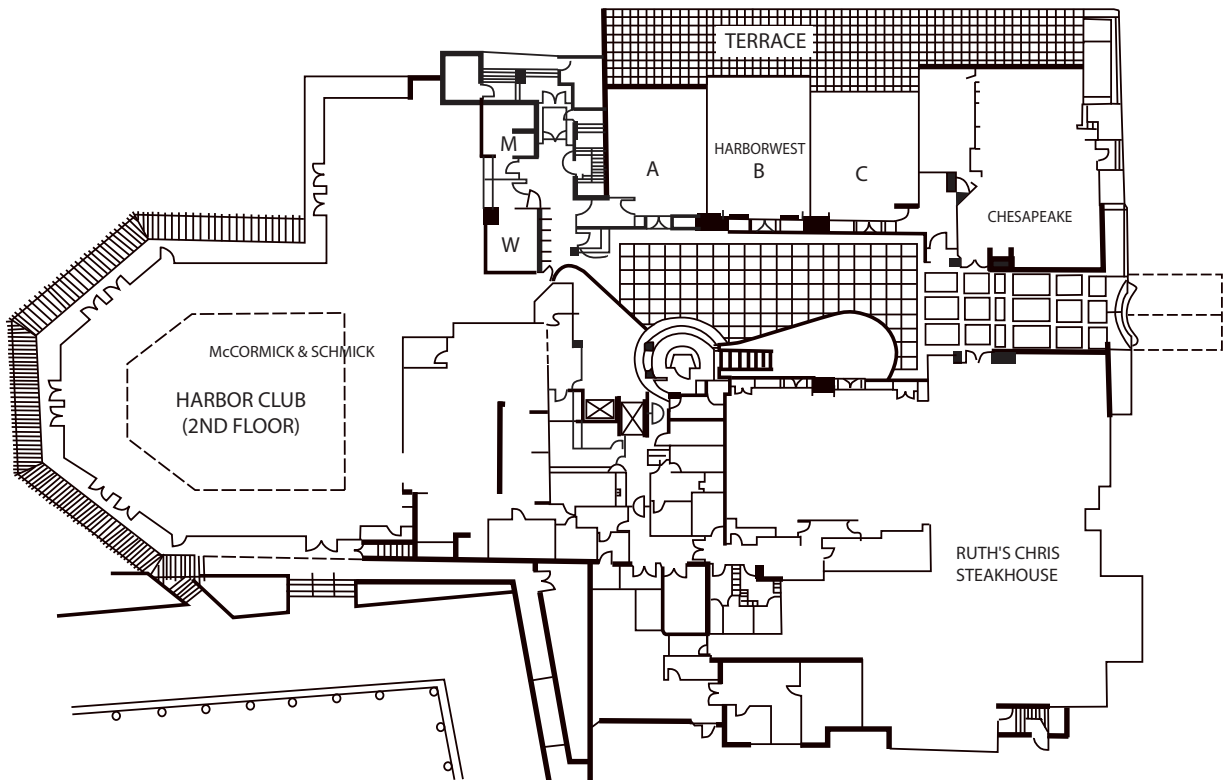 TERRACE
M
A
HARBORWEST
B
C
W
CHESAPEAKE
McCORMICK & SCHMICK
HARBOR CLUB
(2ND FLOOR)
RUTH'S CHRIS
STEAKHOUSE